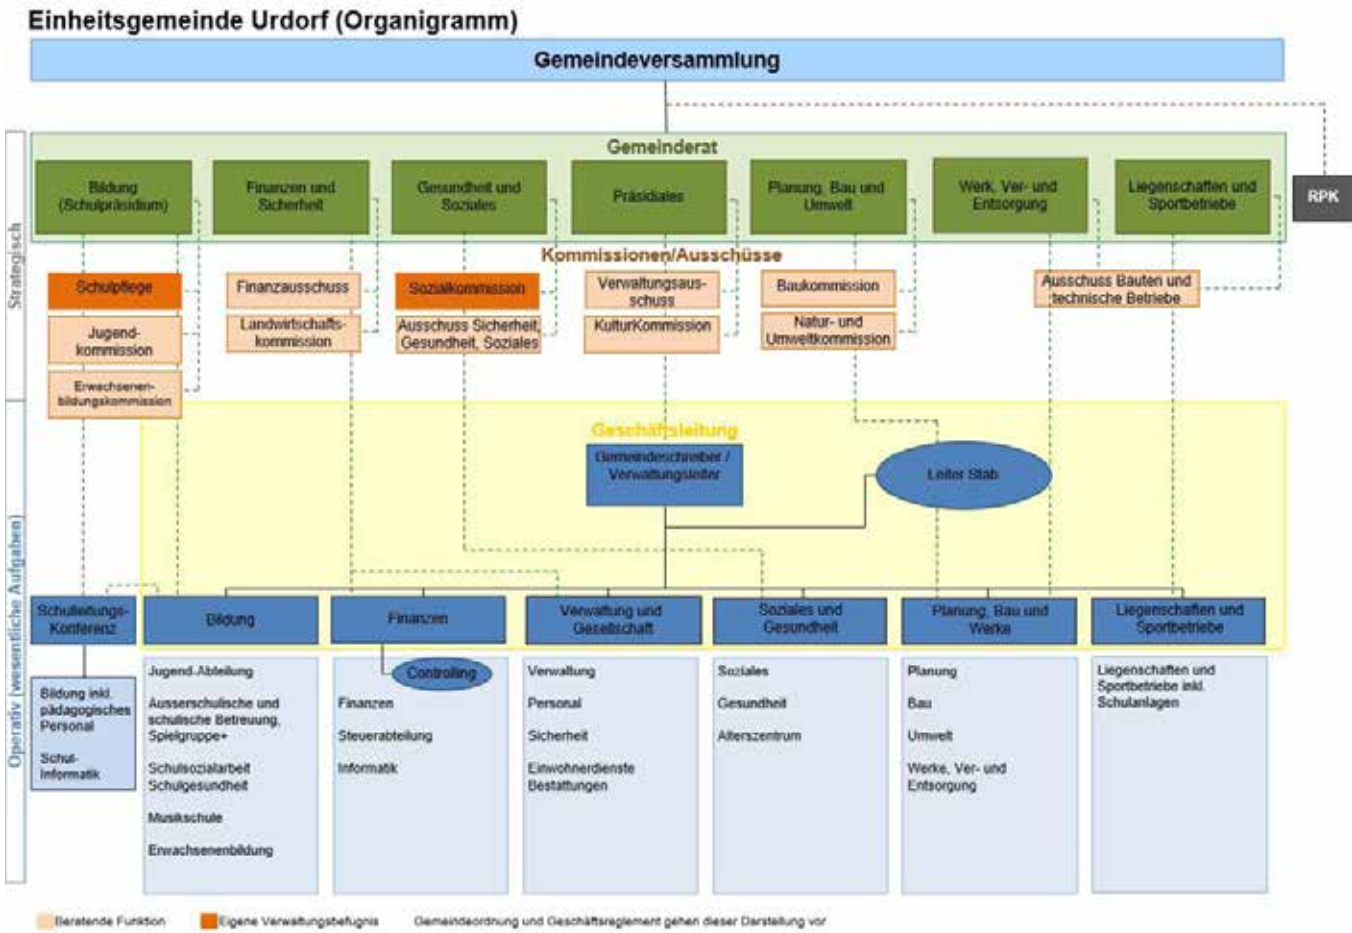 Einheitsgemeinde Urdorf (Organigramm)
Gemeindeversammlung
Strategisch
Gemeinderat
Bildung
(Schulpräsidium)
Finanzen und
Sicherheit
Gesundheit und
Soziales
Präsidiales
Planung, Bau und
Umwelt
Werk, Ver- und
Entsorgung
Liegenschaften und
Sportbetriebe
RPK
Kommissionen/Ausschüsse
Schulpflege
Jugend-
kommission
Erwachsenen-
bildungskommission
Finanzausschuss
Landwirtschafts-
kommission
Sozialkommission
Ausschuss Sicherheit,
Gesundheit, Soziales
Verwaltungsaus-
schuss
KulturKommission
Baukommission
Natur- und
Umweltkommission
Ausschuss Bauten und
technische Betriebe
Operativ (wesentliche Aufgaben)
Geschäftsleitung
Gemeindeschreiber /
Verwaltungsleiter
Leiter Stab
Schulleitungs-
Konferenz
Bildung
Finanzen
Verwaltung und
Gesellschaft
Soziales und
Gesundheit
Planung, Bau und
Werke
Liegenschaften und
Sportbetriebe
Bildung inkl.
pädagogisches
Personal
Schul-
informatik
Jugend-Abteilung
Ausserschulische und
schulische Betreuung,
Spielgruppe+
Schulsozialarbeit
Schulgesundheit
Musikschule
Erwachsenenbildung
Controlling
Finanzen
Steuerabteilung
Informatik
Verwaltung
Personal
Sicherheit
Einwohnerdienste
Bestattungen
Soziales
Gesundheit
Alterszentrum
Planung
Bau
Umwelt
Werke, Ver- und
Entsorgung
Liegenschaften und
Sportbetriebe inkl.
Schulanlagen
Beratende Funktion
Eigene Verwaltungsbefugnis
Gemeindeordnung und Geschäftsreglement gehen dieser Darstellung vor